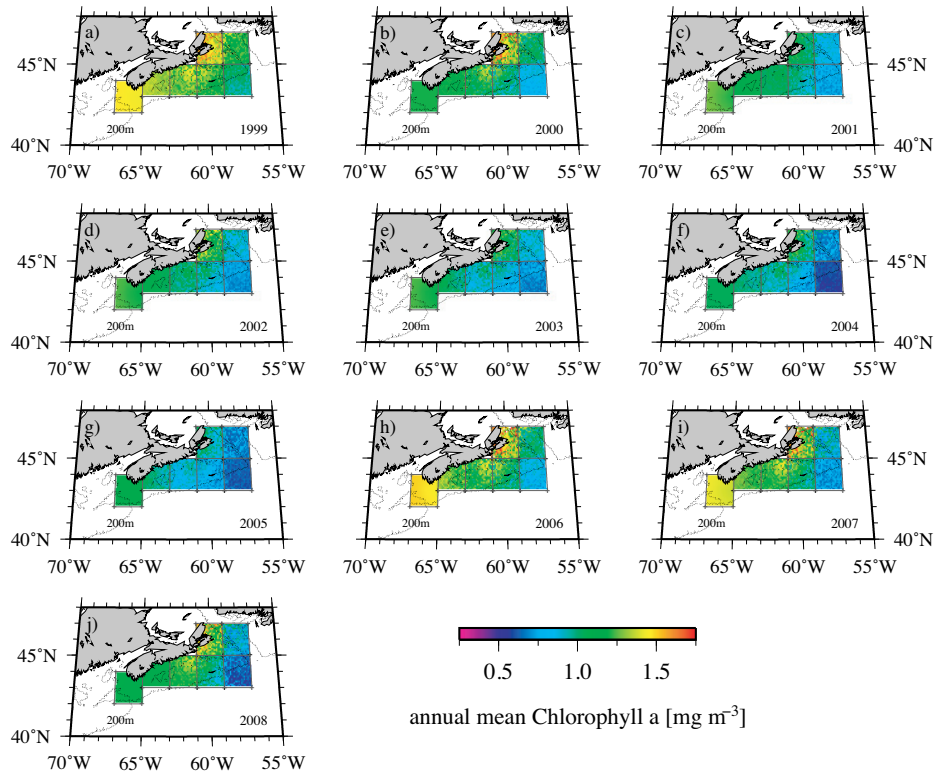 a) b) c)
45˚N 45˚N
200m 1999 200m 2000 200m 2001
40˚N 40˚N
70˚W 65˚W 60˚W 55˚W 70˚W 65˚W 60˚W 55˚W 70˚W 65˚W 60˚W 55˚W
d) e) f)
45˚N 45˚N
200m 2002 200m 2003 200m 2004
40˚N 40˚N
70˚W 65˚W 60˚W 55˚W 70˚W 65˚W 60˚W 55˚W 70˚W 65˚W 60˚W 55˚W
g) h) i)
45˚N 45˚N
200m 2005 200m 2006 200m 2007
40˚N 40˚N
70˚W 65˚W 60˚W 55˚W 70˚W 65˚W 60˚W 55˚W 70˚W 65˚W 60˚W 55˚W
j)
45˚N
200m 2008
40˚N
70˚W 65˚W 60˚W 55˚W
0.5 1.0 1.5
annual mean Chlorophyll a [mg m⁻³]